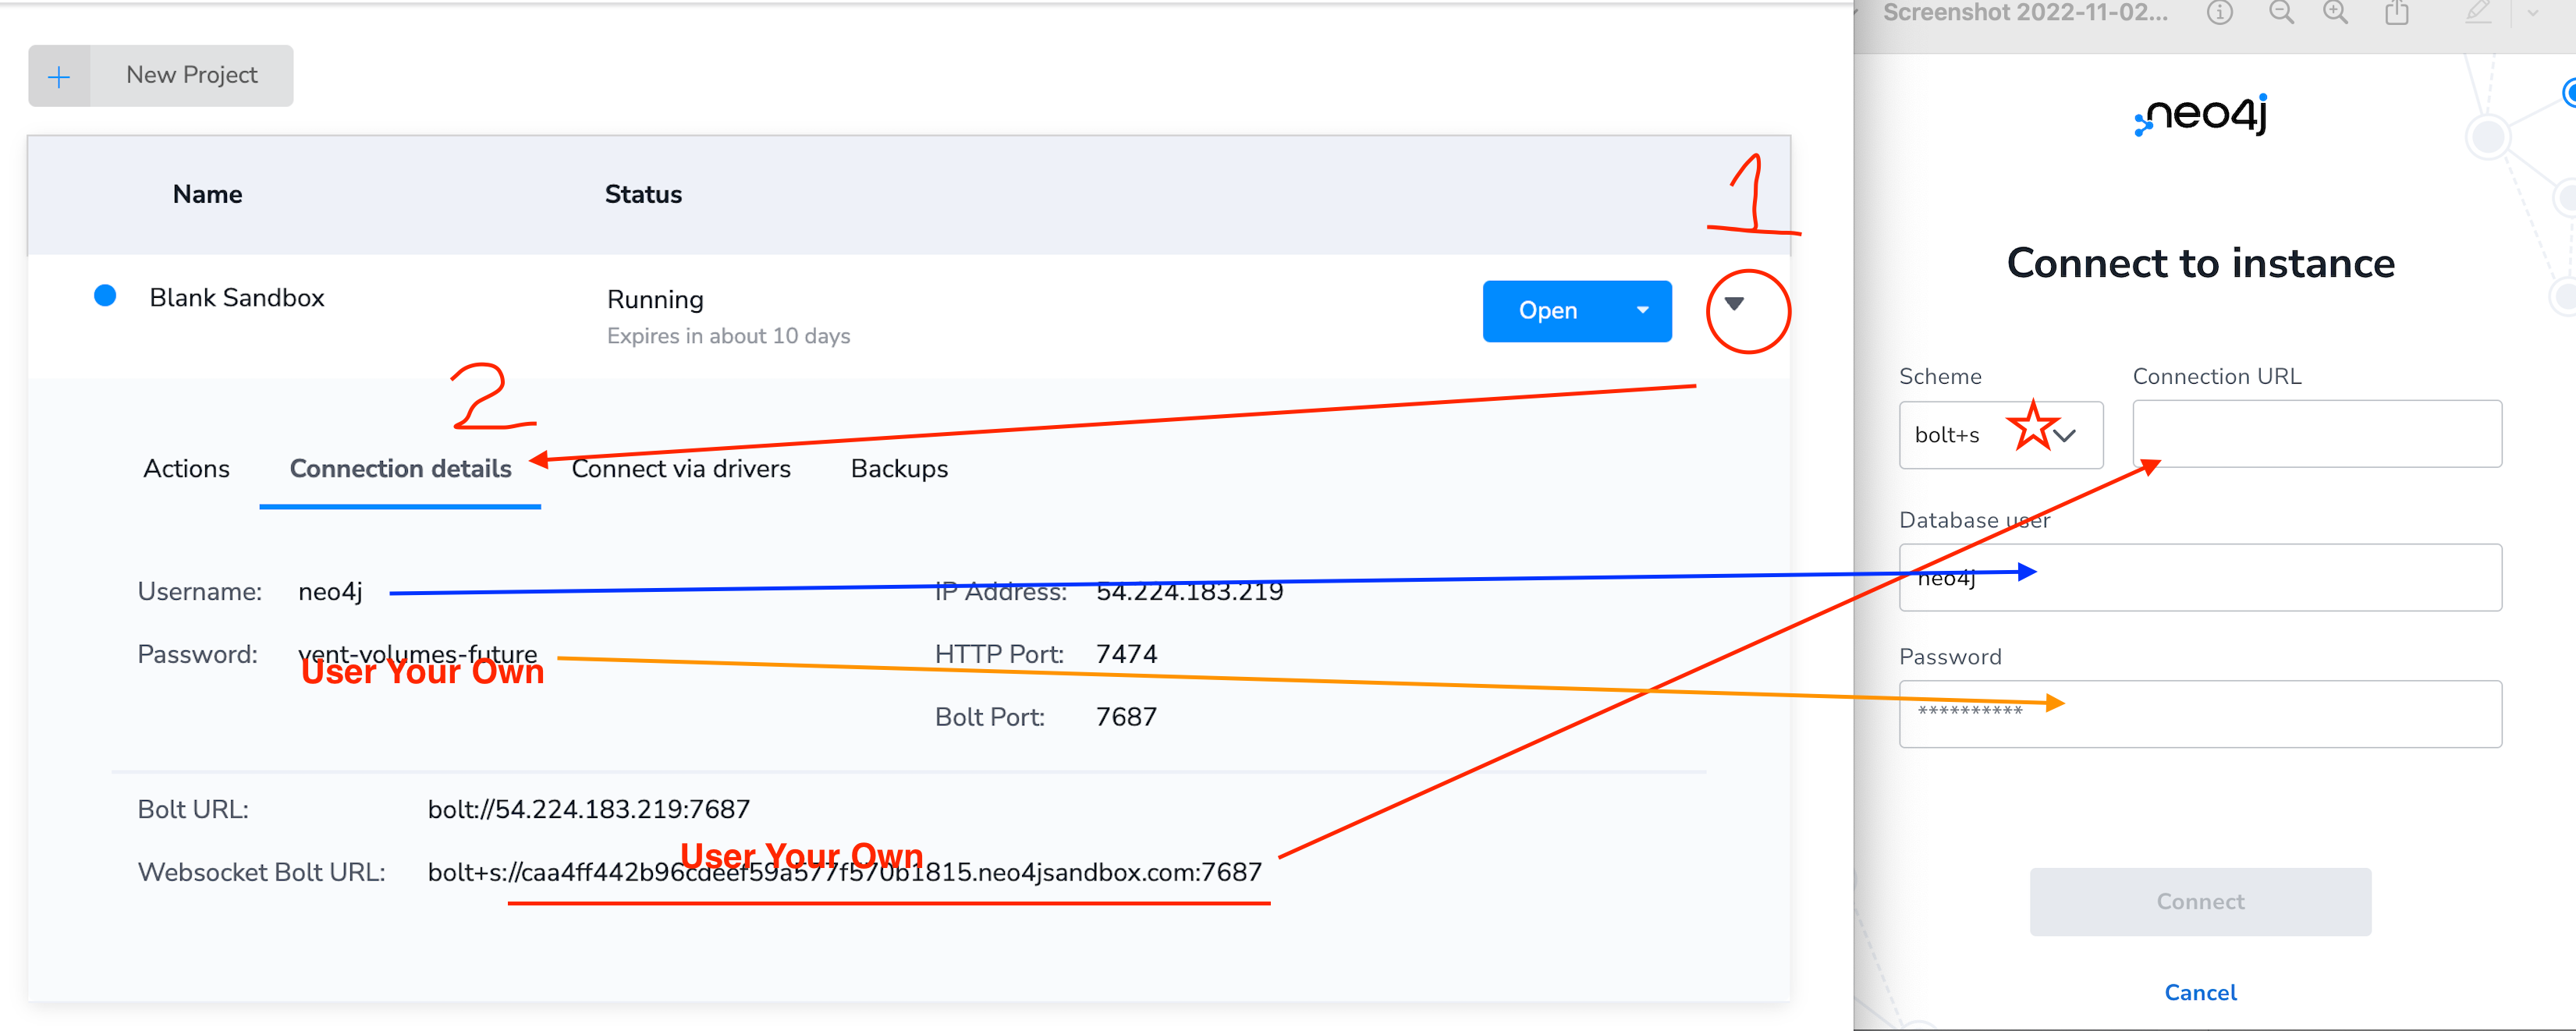 New Project
Name Status
1
Blank Sandbox Running
Expires in about 10 days
Open
2
Actions Connection details Connect via drivers Backups
Username: neo4j IP Address: 54.224.183.219
Password: vent-volumes-future HTTP Port: 7474
User Your Own
Bolt Port: 7687
Bolt URL: bolt://54.224.183.219:7687
User Your Own
Websocket Bolt URL: bolt+s://caa4ff442b96cdeef59a577f570b1815.neo4jsandbox.com:7687
Screenshot 2022-11-02...
neo4j
Connect to instance
Scheme Connection URL
bolt+s
Database user
neo4j
Password
**********
Connect
Cancel